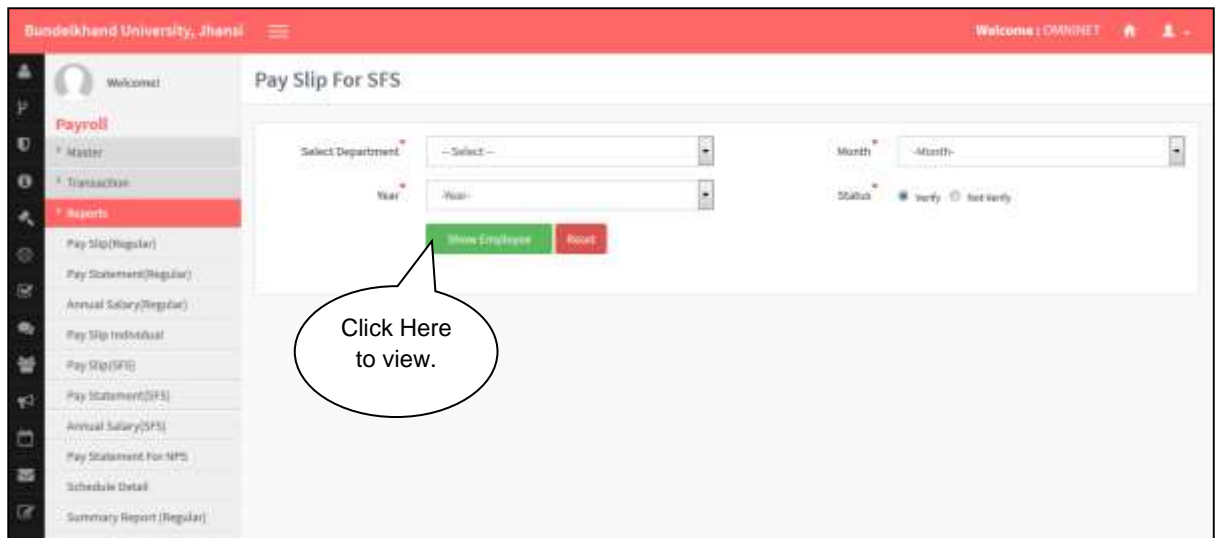 Bundelkhand University, Jhansi
Welcome : OMNINET
Welcome!
Pay Slip For SFS
Payroll
Master
Transaction
Reports
Pay Slip(Regular)
Pay Statement(Regular)
Annual Salary(Regular)
Pay Slip Individual
Pay Slip(SFS)
Pay Statement(SFS)
Annual Salary(SFS)
Pay Statement For NPS
Schedule Detail
Summary Report (Regular)
Select Department* -- Select -- Month* -Month-
Year* -Year- Status* Verify Not Verify
Show Employee Reset
Click Here
to view.